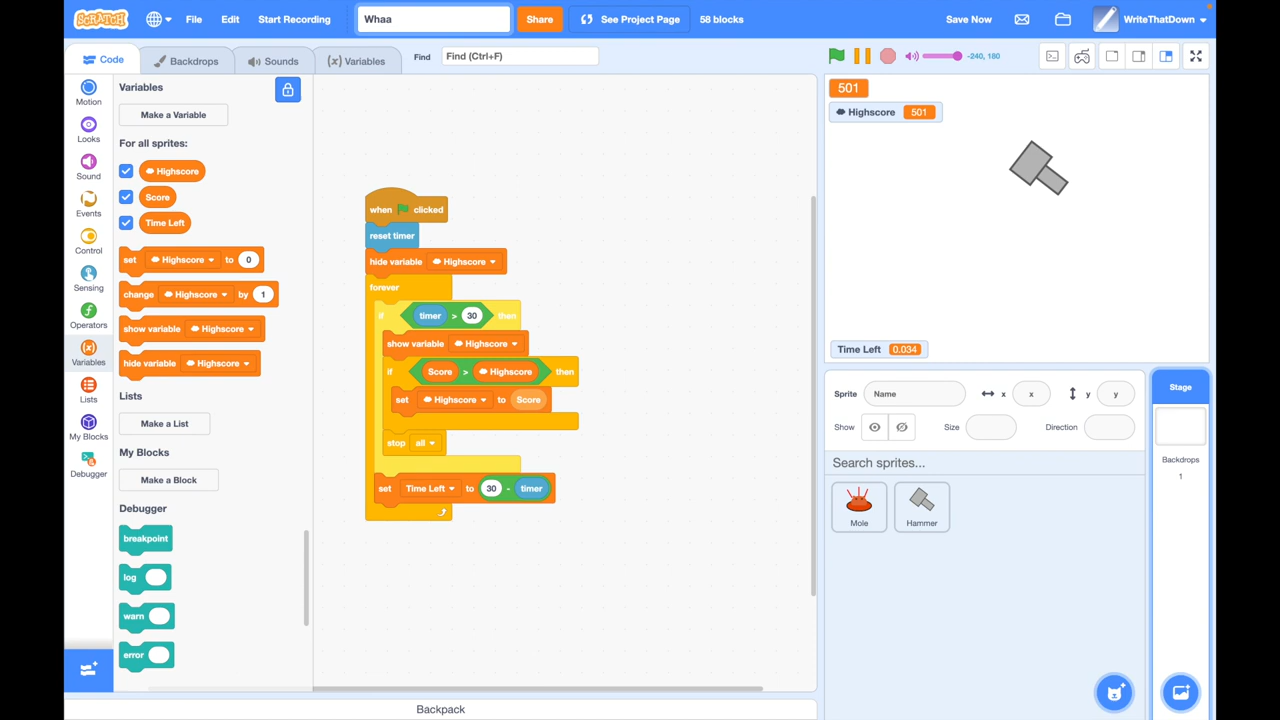 SCRATCH File Edit Start Recording Whaa Share See Project Page 58 blocks Save Now WriteThatDown
Code Backdrops Sounds (x) Variables Find Find (Ctrl+F) -240, 180
Motion
Looks
Sound
Events
Control
Sensing
Operators
Variables
Lists
My Blocks
Debugger
Variables
Make a Variable
For all sprites:
Highscore
Score
Time Left
set Highscore to 0
change Highscore by 1
show variable Highscore
hide variable Highscore
Lists
Make a List
My Blocks
Make a Block
Debugger
breakpoint
log
warn
error
when clicked
reset timer
hide variable Highscore
forever
if timer > 30 then
show variable Highscore
if Score > Highscore then
set Highscore to Score
stop all
set Time Left to 30 - timer
Backpack
501
Highscore 501
Time Left 0.034
Sprite Name x x y y
Show Size Direction
Search sprites...
Mole
Hammer
Stage
Backdrops
1